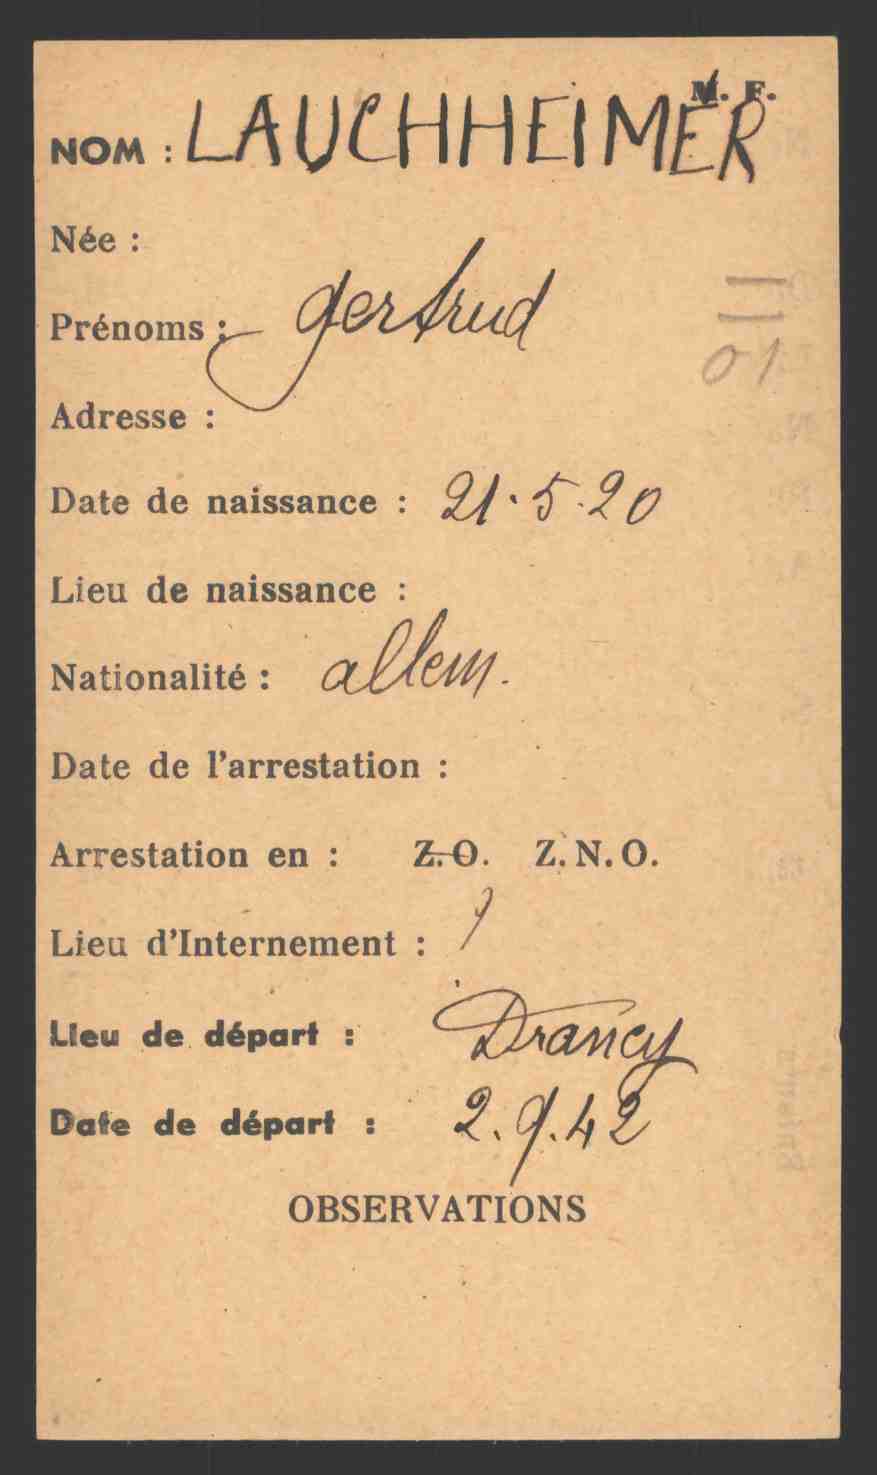 M. F.
NOM : LAUCHHEIMER
Née :
Prénoms : Gertrud
01
Adresse :
Date de naissance : 21.5.20
Lieu de naissance :
Nationalité : allem.
Date de l'arrestation :
Arrestation en : Z.O. Z.N.O.
Lieu d'Internement :
Lieu de départ : Drancy
Date de départ : 2.9.42
OBSERVATIONS